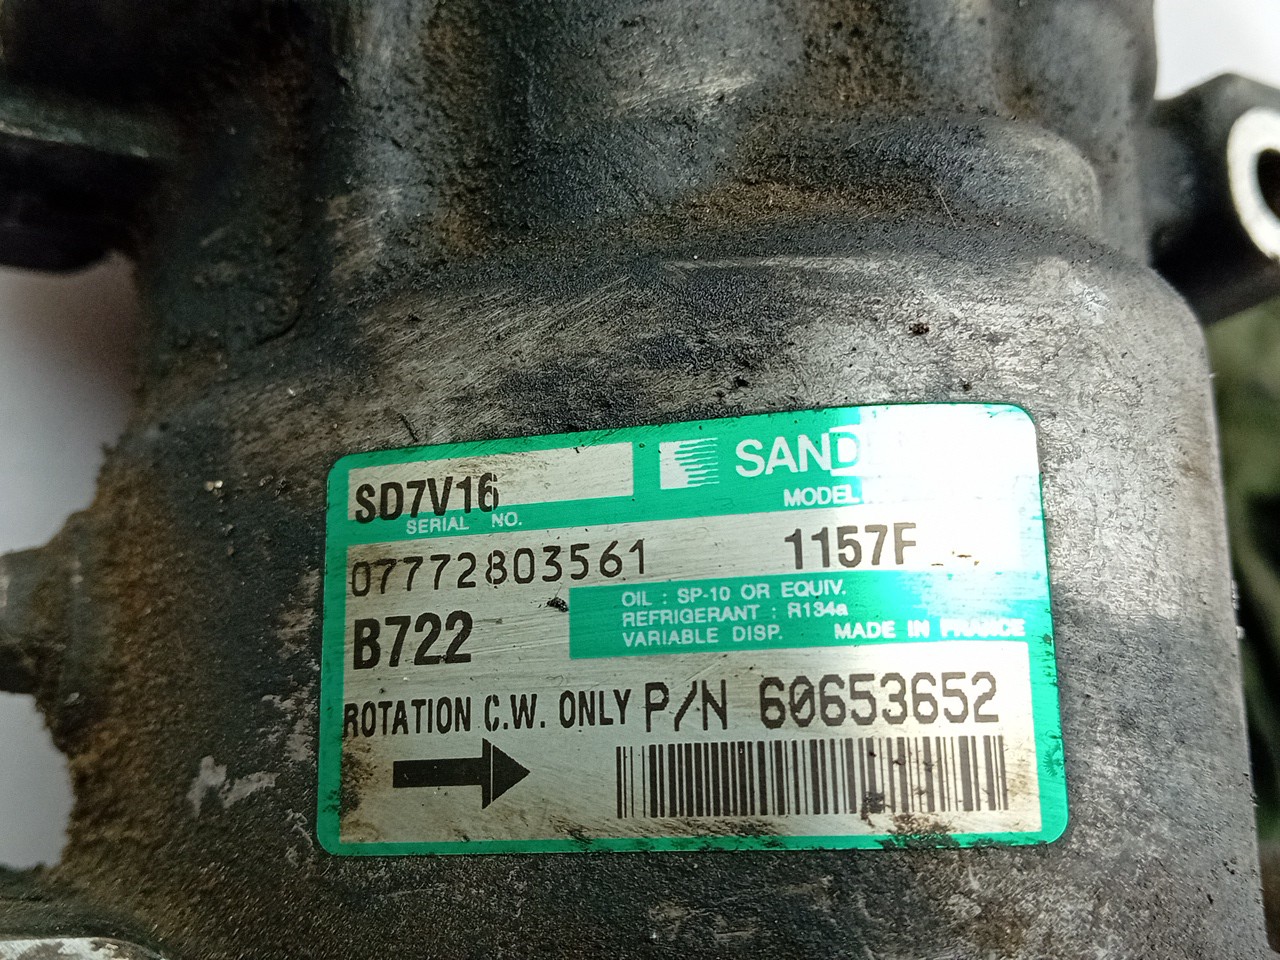 SD7V16
SAND
SERIAL NO.
MODEL
07772803561
1157F
B722
OIL : SP-10 OR EQUIV.
REFRIGERANT : R134a
VARIABLE DISP. MADE IN FRANCE
ROTATION C.W. ONLY P/N 60653652